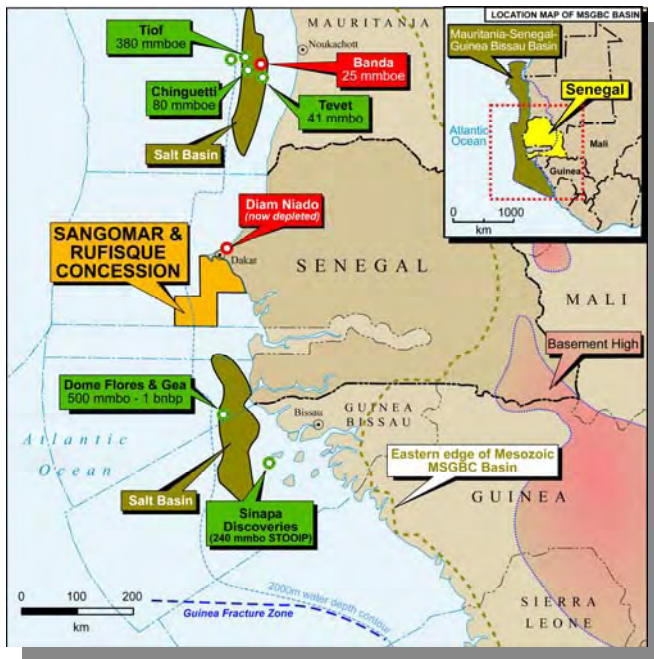 MAURITANIA
Nouakchott
Tiof
380 mmboe
Banda
25 mmboe
Chinguetti
80 mmboe
Tevet
41 mmbo
Salt Basin
LOCATION MAP OF MSGBC BASIN
Mauritania-Senegal-
Guinea Bissau Basin
Senegal
Atlantic
Ocean
Mali
Guinea
0 1000
km
Diam Niado
(now depleted)
Dakar
SANGOMAR &
RUFISQUE
CONCESSION
SENEGAL
MALI
Basement High
Dome Flores & Gea
500 mmbo - 1 bnbp
Bissau
GUINEA
BISSAU
Atlantic
Ocean
Eastern edge of Mesozoic
MSGBC Basin
GUINEA
Salt Basin
Sinapa
Discoveries
(240 mmbo STOOIP)
2000m water depth contour
Guinea Fracture Zone
SIERRA
LEONE
0 100 200
km